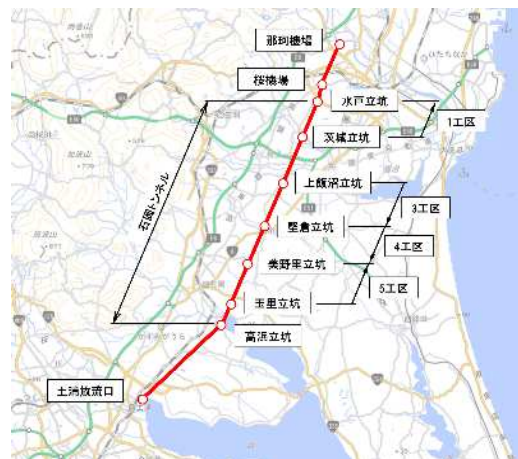 那珂機場
桜機場
水戸立坑
1工区
茨城立坑
石岡トンネル
上飯沼立坑
3工区
堅倉立坑
4工区
美野里立坑
5工区
玉里立坑
高浜立坑
土浦放流口